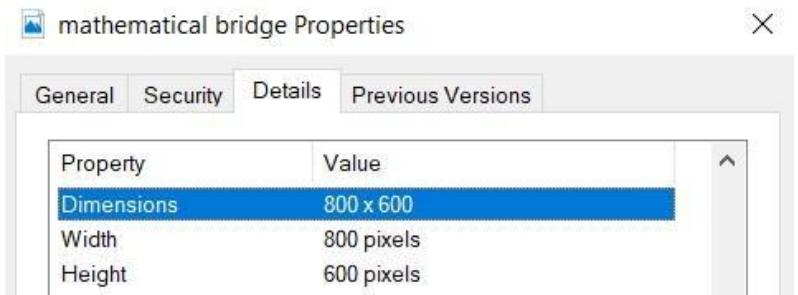 mathematical bridge Properties
General Security Details Previous Versions
Property Value
Dimensions 800 x 600
Width 800 pixels
Height 600 pixels